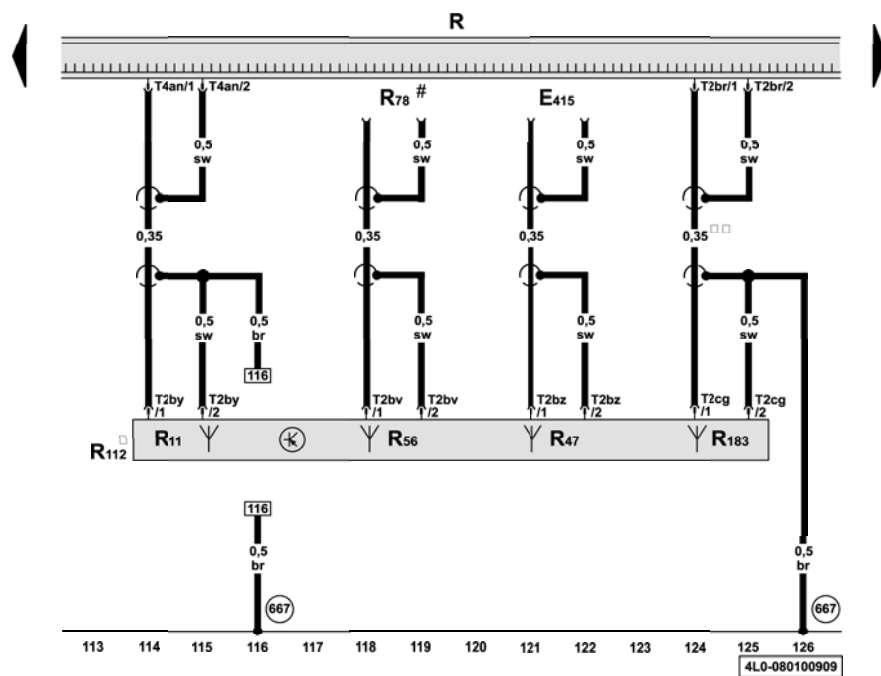 R
T4an/1 T4an/2 T2br/1 T2br/2
R78 # E415
0,5 0,5 0,5 0,5
sw sw sw sw
0,35 0,35 0,35 0,35
0,5 0,5 0,5 0,5 0,5
sw br sw sw sw
116
T2by T2by T2bv T2bv T2bz T2bz T2cg T2cg
/1 /2 /1 /2 /1 /2 /1 /2
R11 R56 R47 R183
R112
116
0,5 0,5
br br
667 667
113 114 115 116 117 118 119 120 121 122 123 124 125 126
4L0-080100909